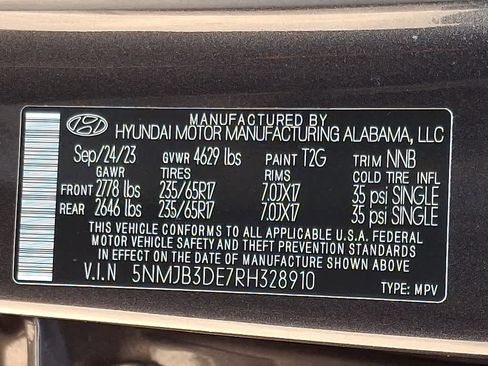 MANUFACTURED BY
HYUNDAI MOTOR MANUFACTURING ALABAMA, LLC
Sep/24/23 GVWR 4629 lbs PAINT T2G TRIM NNB
GAWR TIRES RIMS COLD TIRE INFL
FRONT 2778 lbs 235/65R17 7.0JX17 35 psi SINGLE
REAR 2646 lbs 235/65R17 7.0JX17 35 psi SINGLE
THIS VEHICLE CONFORMS TO ALL APPLICABLE U.S.A. FEDERAL
MOTOR VEHICLE SAFETY AND THEFT PREVENTION STANDARDS
IN EFFECT ON THE DATE OF MANUFACTURE SHOWN ABOVE
V.I.N 5NMJB3DE7RH328910
TYPE: MPV